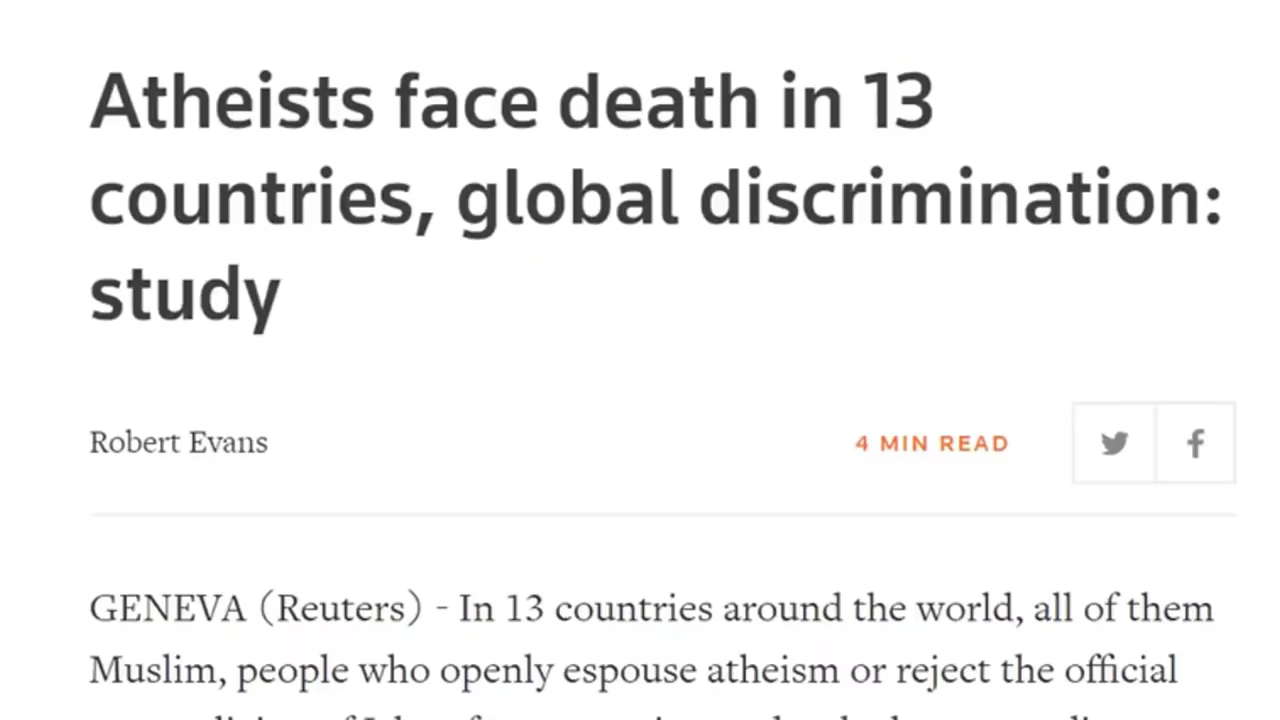 Atheists face death in 13
countries, global discrimination:
study
Robert Evans
4 MIN READ
GENEVA (Reuters) - In 13 countries around the world, all of them
Muslim, people who openly espouse atheism or reject the official